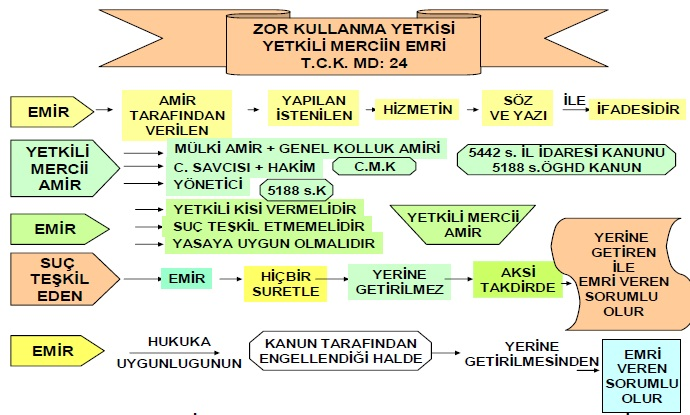 ZOR KULLANMA YETKİSİ
YETKİLİ MERCİİN EMRİ
T.C.K. MD: 24
EMİR
AMİR
TARAFINDAN
VERİLEN
YAPILAN
İSTENİLEN
HİZMETİN
SÖZ
VE YAZI
İLE
İFADESİDİR
YETKİLİ
MERCİİ
AMİR
MÜLKİ AMİR + GENEL KOLLUK AMİRİ
C. SAVCISI + HAKİM
C.M.K
YÖNETİCİ
5188 s.K
5442 s. İL İDARESİ KANUNU
5188 s.ÖGHD KANUN
EMİR
YETKİLİ KİSİ VERMELİDİR
SUÇ TEŞKİL ETMEMELİDİR
YASAYA UYGUN OLMALIDIR
YETKİLİ MERCİİ
AMİR
SUÇ
TEŞKİL
EDEN
EMİR
HİÇBİR
SURETLE
YERİNE
GETİRİLMEZ
AKSİ
TAKDİRDE
YERİNE
GETİREN
İLE
EMRİ VEREN
SORUMLU
OLUR
EMİR
HUKUKA
UYGUNLUGUNUN
KANUN TARAFINDAN
ENGELLENDİĞİ HALDE
YERİNE
GETİRİLMESİNDEN
EMRİ
VEREN
SORUMLU
OLUR